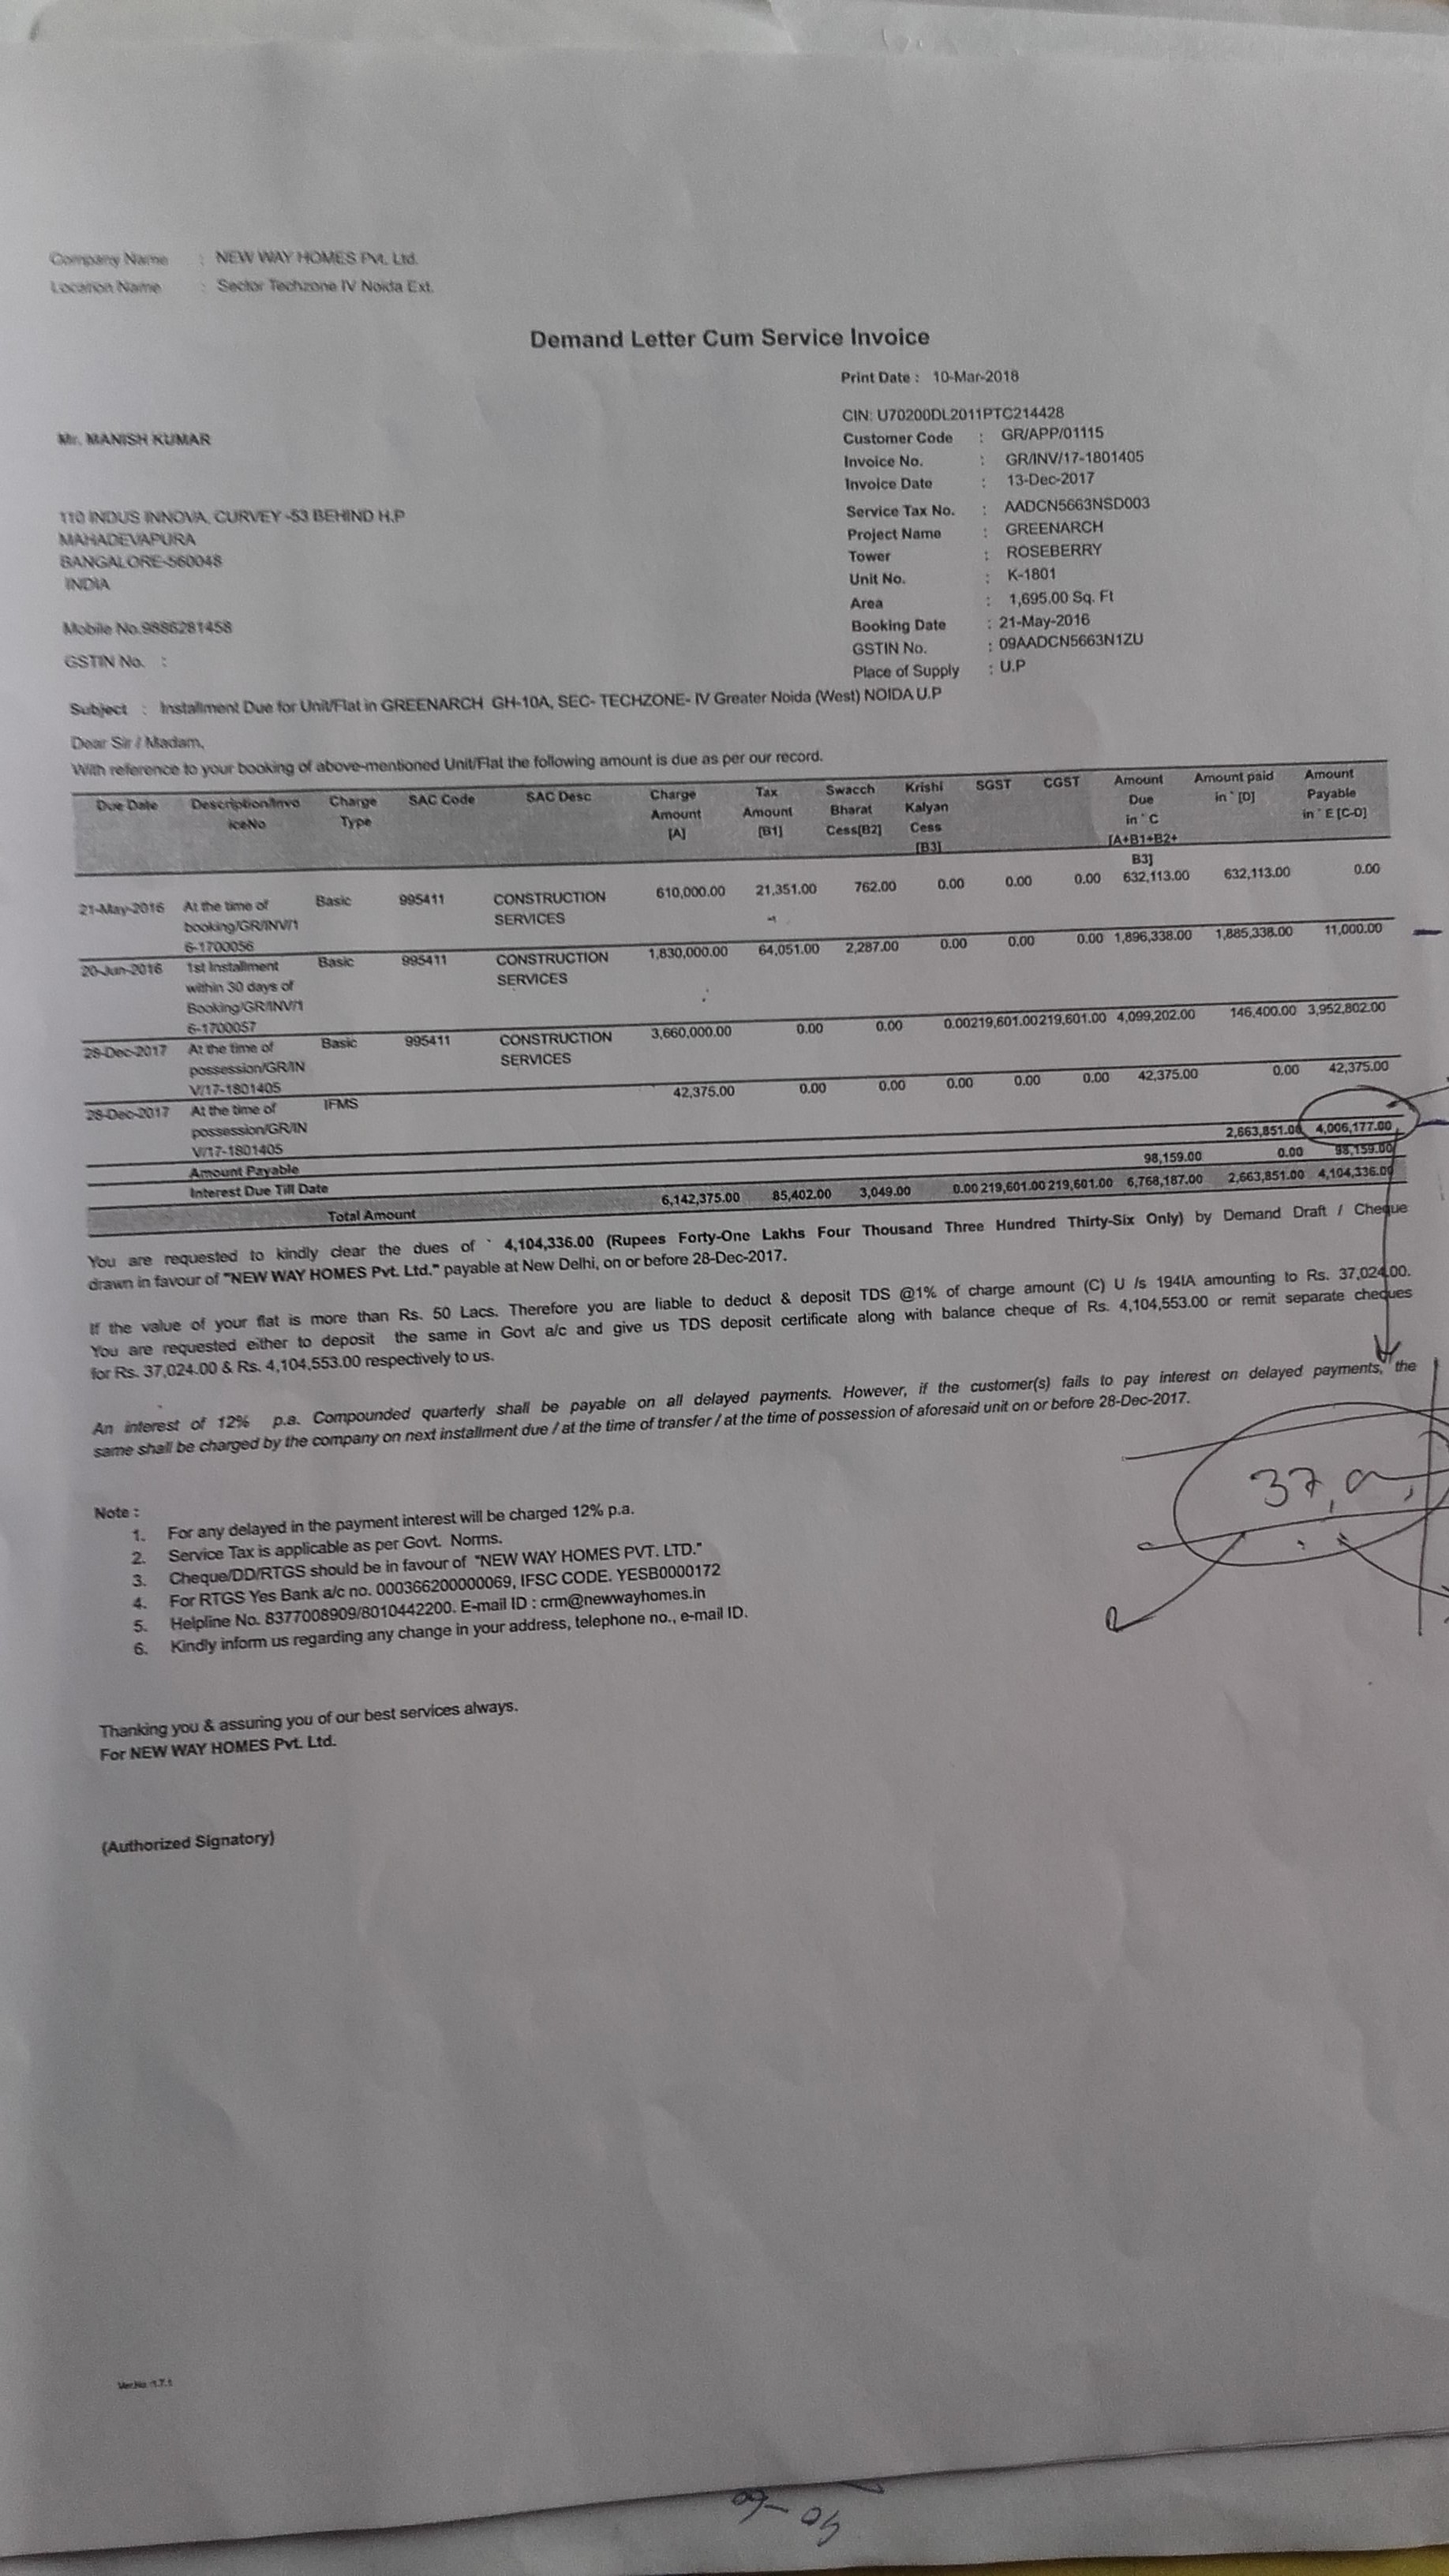 Company Name : NEW WAY HOMES Pvt. Ltd.
Location Name : Sector Techzone IV Noida Ext.
Demand Letter Cum Service Invoice
Print Date : 10-Mar-2018
CIN: U70200DL2011PTC214428
Mr. MANISH KUMAR
Customer Code : GR/APP/01115
Invoice No. : GR/INV/17-1801405
Invoice Date : 13-Dec-2017
110 INDUS INNOVA, CURVEY -53 BEHIND H.P
MAHADEVAPURA
BANGALORE-560048
INDIA
Service Tax No. : AADCN5663NSD003
Project Name : GREENARCH
Tower : ROSEBERRY
Unit No. : K-1801
Area : 1,695.00 Sq. Ft
Mobile No.9886281458
Booking Date : 21-May-2016
GSTIN No. :
GSTIN No. : 09AADCN5663N1ZU
Place of Supply : U.P
Subject : Installment Due for Unit/Flat in GREENARCH GH-10A, SEC- TECHZONE- IV Greater Noida (West) NOIDA U.P
Dear Sir / Madam,
With reference to your booking of above-mentioned Unit/Flat the following amount is due as per our record.
Due Date Description/Invo iceNo Charge Type SAC Code SAC Desc Charge Amount [A] Tax Amount [B1] Swacch Bharat Cess[B2] Krishi Kalyan Cess [B3] SGST CGST Amount Due in ` C [A+B1+B2+ B3] Amount paid in ` [D] Amount Payable in ` E [C-D]
21-May-2016 At the time of booking/GR/INV/1 6-1700056 Basic 995411 CONSTRUCTION SERVICES 610,000.00 21,351.00 762.00 0.00 0.00 0.00 632,113.00 632,113.00 0.00
20-Jun-2016 1st Installment within 30 days of Booking/GR/INV/1 6-1700057 Basic 995411 CONSTRUCTION SERVICES 1,830,000.00 64,051.00 2,287.00 0.00 0.00 0.00 1,896,338.00 1,885,338.00 11,000.00
28-Dec-2017 At the time of possession/GR/IN V/17-1801405 Basic 995411 CONSTRUCTION SERVICES 3,660,000.00 0.00 0.00 0.00 219,601.00 219,601.00 4,099,202.00 146,400.00 3,952,802.00
28-Dec-2017 At the time of possession/GR/IN V/17-1801405 IFMS 42,375.00 0.00 0.00 0.00 0.00 0.00 42,375.00 0.00 42,375.00
Amount Payable 2,663,851.00 4,006,177.00
Interest Due Till Date 98,159.00 0.00 98,159.00
Total Amount 6,142,375.00 85,402.00 3,049.00 0.00 219,601.00 219,601.00 6,768,187.00 2,663,851.00 4,104,336.00
You are requested to kindly clear the dues of ` 4,104,336.00 (Rupees Forty-One Lakhs Four Thousand Three Hundred Thirty-Six Only) by Demand Draft / Cheque
drawn in favour of "NEW WAY HOMES Pvt. Ltd." payable at New Delhi, on or before 28-Dec-2017.
If the value of your flat is more than Rs. 50 Lacs. Therefore you are liable to deduct & deposit TDS @1% of charge amount (C) U /s 194IA amounting to Rs. 37,024.00.
You are requested either to deposit the same in Govt a/c and give us TDS deposit certificate along with balance cheque of Rs. 4,104,553.00 or remit separate cheques
for Rs. 37,024.00 & Rs. 4,104,553.00 respectively to us.
An interest of 12% p.a. Compounded quarterly shall be payable on all delayed payments. However, if the customer(s) fails to pay interest on delayed payments, the
same shall be charged by the company on next installment due / at the time of transfer / at the time of possession of aforesaid unit on or before 28-Dec-2017.
37,
Note :
1. For any delayed in the payment interest will be charged 12% p.a.
2. Service Tax is applicable as per Govt. Norms.
3. Cheque/DD/RTGS should be in favour of "NEW WAY HOMES PVT. LTD."
4. For RTGS Yes Bank a/c no. 000366200000069, IFSC CODE. YESB0000172
5. Helpline No. 8377008909/8010442200. E-mail ID : crm@newwayhomes.in
6. Kindly inform us regarding any change in your address, telephone no., e-mail ID.
Thanking you & assuring you of our best services always.
For NEW WAY HOMES Pvt. Ltd.
(Authorized Signatory)
Ver.No. :1.7.1